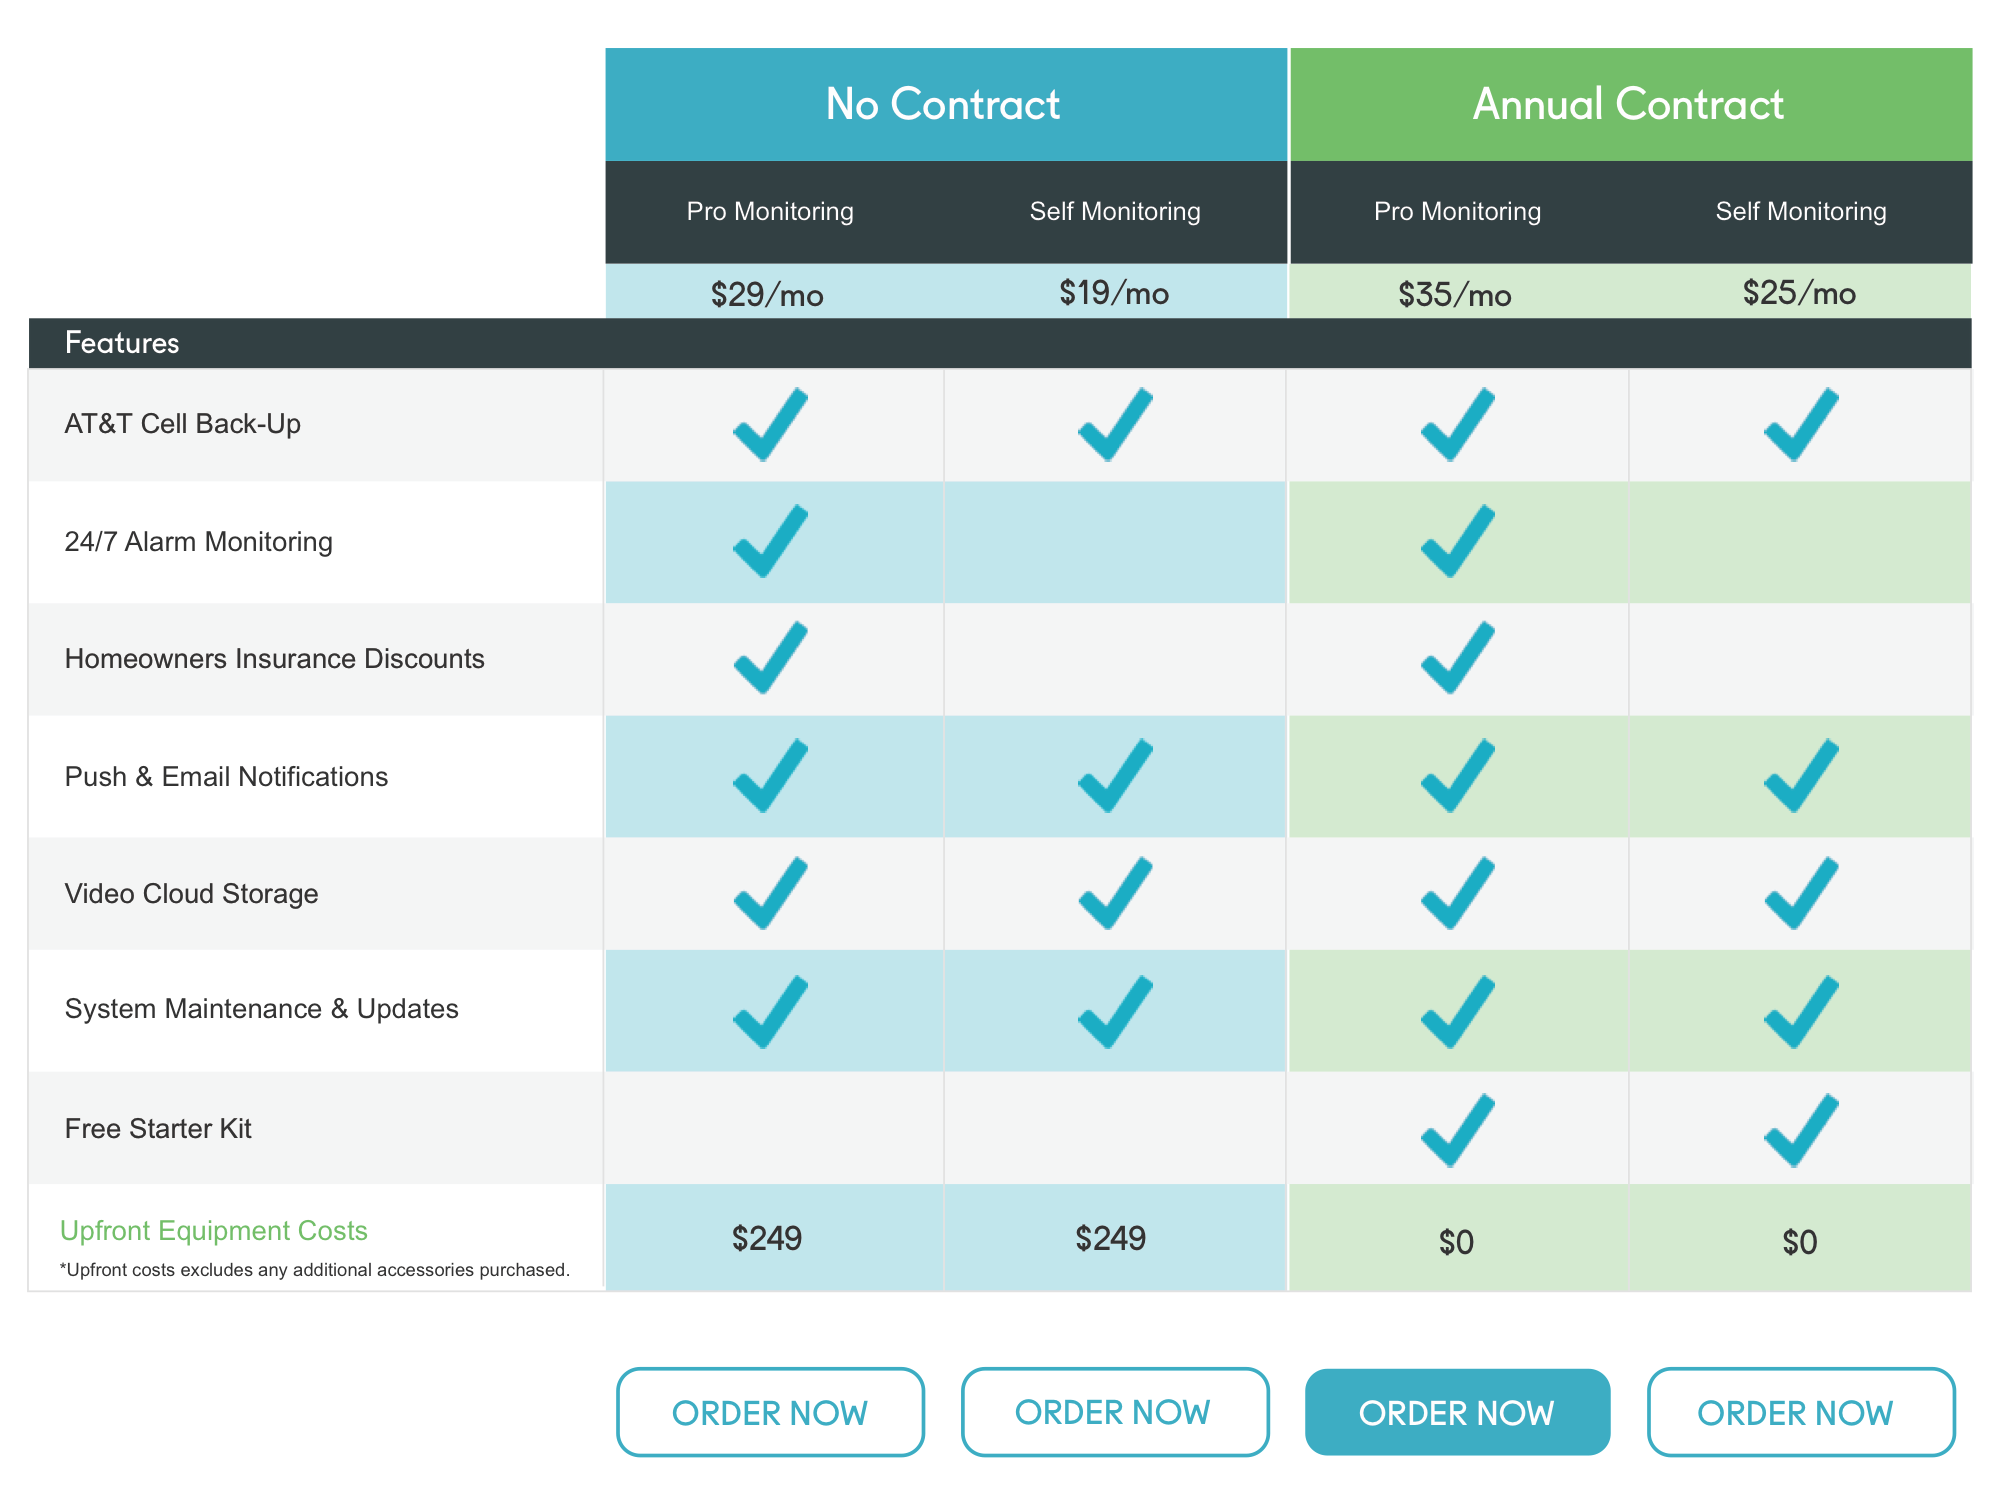 No Contract
Annual Contract
Pro Monitoring
Self Monitoring
Pro Monitoring
Self Monitoring
$29/mo
$19/mo
$35/mo
$25/mo
Features
AT&T Cell Back-Up
24/7 Alarm Monitoring
Homeowners Insurance Discounts
Push & Email Notifications
Video Cloud Storage
System Maintenance & Updates
Free Starter Kit
Upfront Equipment Costs
*Upfront costs excludes any additional accessories purchased.
$249
$249
$0
$0
ORDER NOW
ORDER NOW
ORDER NOW
ORDER NOW